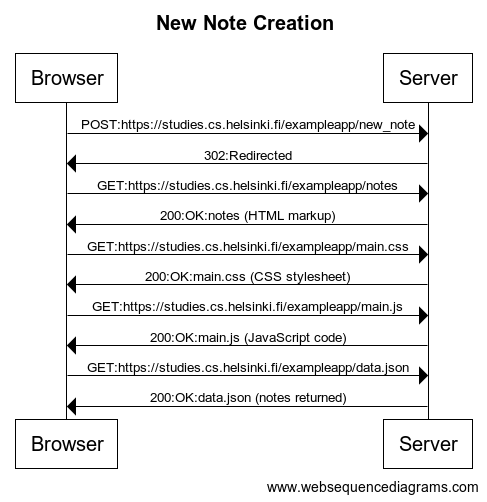 New Note Creation
Browser Server
POST:https://studies.cs.helsinki.fi/exampleapp/new_note
302:Redirected
GET:https://studies.cs.helsinki.fi/exampleapp/notes
200:OK:notes (HTML markup)
GET:https://studies.cs.helsinki.fi/exampleapp/main.css
200:OK:main.css (CSS stylesheet)
GET:https://studies.cs.helsinki.fi/exampleapp/main.js
200:OK:main.js (JavaScript code)
GET:https://studies.cs.helsinki.fi/exampleapp/data.json
200:OK:data.json (notes returned)
Browser Server
www.websequencediagrams.com